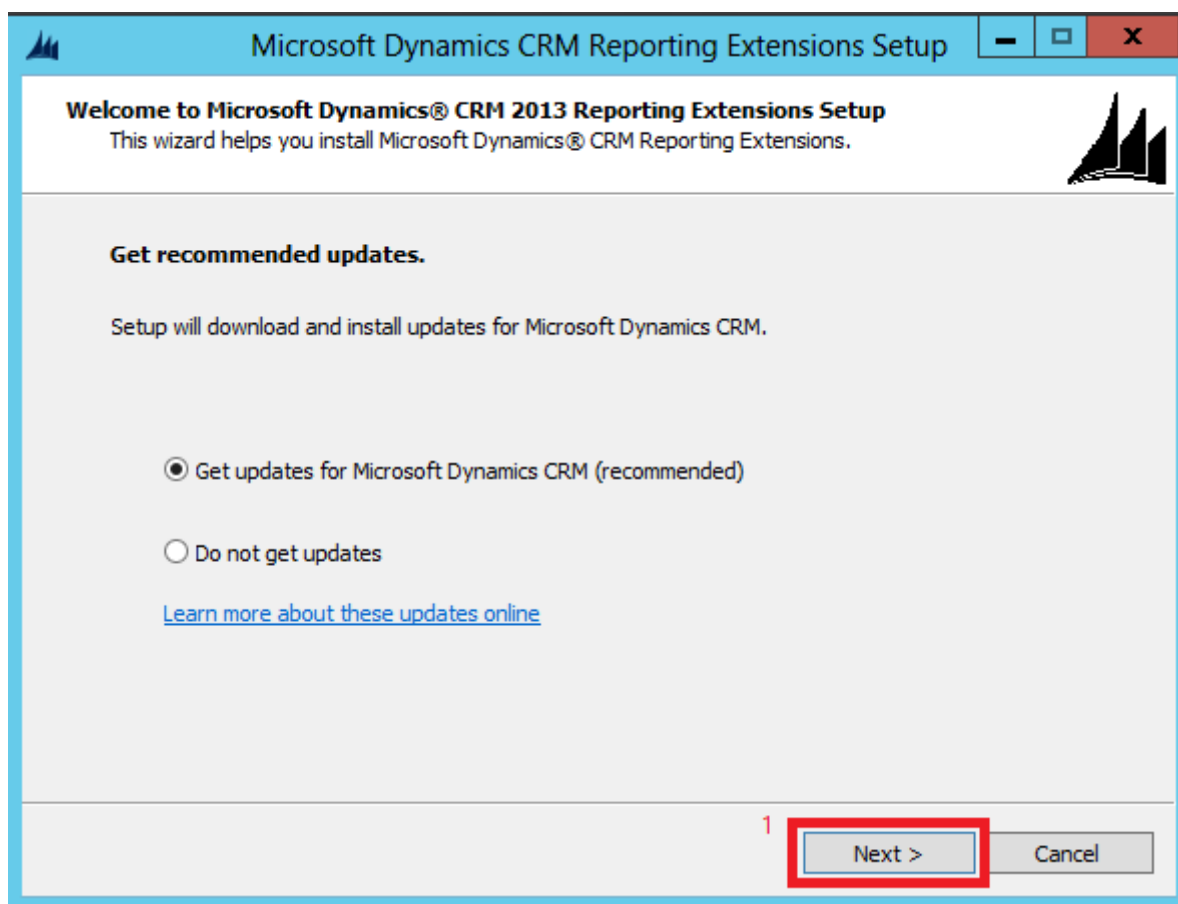 Microsoft Dynamics CRM Reporting Extensions Setup
Welcome to Microsoft Dynamics® CRM 2013 Reporting Extensions Setup
This wizard helps you install Microsoft Dynamics® CRM Reporting Extensions.
Get recommended updates.
Setup will download and install updates for Microsoft Dynamics CRM.
Get updates for Microsoft Dynamics CRM (recommended)
Do not get updates
Learn more about these updates online
1
Next > Cancel